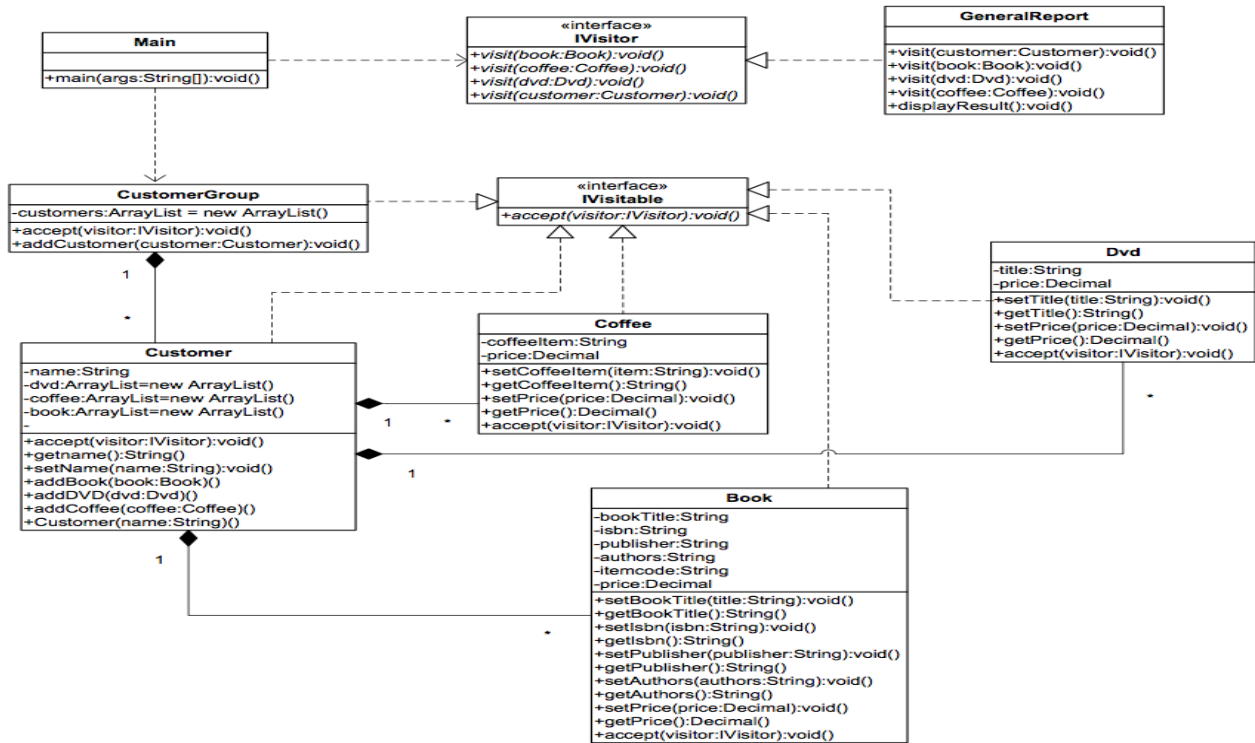 Main
+main(args:String[]):void()
«interface»
IVisitor
+visit(book:Book):void()
+visit(coffee:Coffee):void()
+visit(dvd:Dvd):void()
+visit(customer:Customer):void()
GeneralReport
+visit(customer:Customer):void()
+visit(book:Book):void()
+visit(dvd:Dvd):void()
+visit(coffee:Coffee):void()
+displayResult():void()
CustomerGroup
-customers:ArrayList = new ArrayList()
+accept(visitor:IVisitor):void()
+addCustomer(customer:Customer):void()
«interface»
IVisitable
+accept(visitor:IVisitor):void()
Dvd
-title:String
-price:Decimal
+setTitle(title:String):void()
+getTitle():String()
+setPrice(price:Decimal):void()
+getPrice():Decimal()
+accept(visitor:IVisitor):void()
1
*
Customer
-name:String
-dvd:ArrayList=new ArrayList()
-coffee:ArrayList=new ArrayList()
-book:ArrayList=new ArrayList()
-
+accept(visitor:IVisitor):void()
+getname():String()
+setName(name:String):void()
+addBook(book:Book)()
+addDVD(dvd:Dvd)()
+addCoffee(coffee:Coffee)()
+Customer(name:String)()
Coffee
-coffeeItem:String
-price:Decimal
+setCoffeeItem(item:String):void()
+getCoffeeItem():String()
+setPrice(price:Decimal):void()
+getPrice():Decimal()
+accept(visitor:IVisitor):void()
1
*
1
*
Book
-bookTitle:String
-isbn:String
-publisher:String
-authors:String
-itemcode:String
-price:Decimal
+setBookTitle(title:String):void()
+getBookTitle():String()
+setIsbn(isbn:String):void()
+getIsbn():String()
+setPublisher(publisher:String):void()
+getPublisher():String()
+setAuthors(authors:String):void()
+getAuthors():String()
+setPrice(price:Decimal):void()
+getPrice():Decimal()
+accept(visitor:IVisitor):void()
1
*